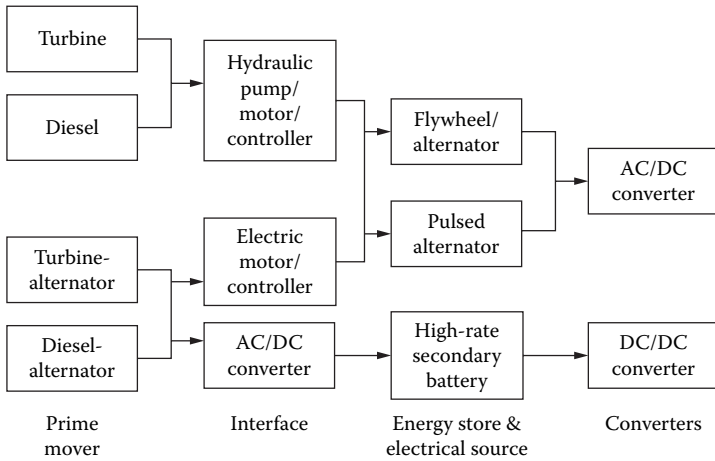 Turbine
Diesel
Hydraulic
pump/
motor/
controller
Flywheel/
alternator
AC/DC
converter
Pulsed
alternator
Turbine-
alternator
Electric
motor/
controller
Diesel-
alternator
AC/DC
converter
High-rate
secondary
battery
DC/DC
converter
Prime
mover
Interface
Energy store &
electrical source
Converters